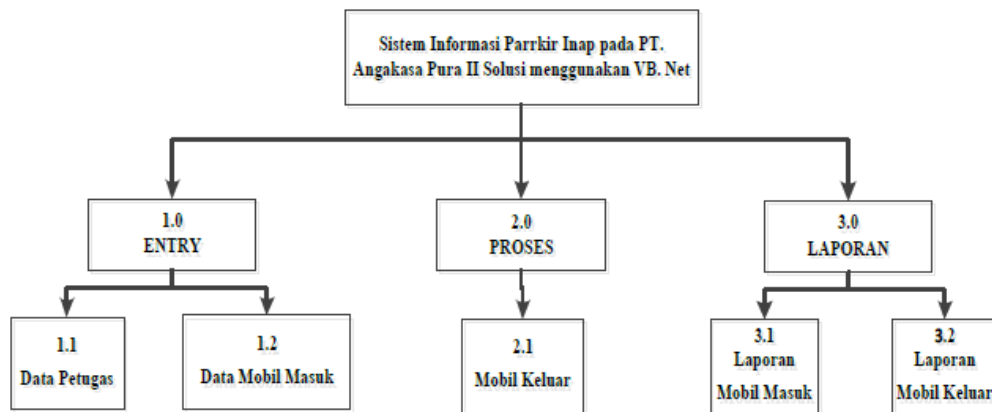 Sistem Informasi Parrkir Inap pada PT.
Angakasa Pura II Solusi menggunakan VB. Net
1.0
ENTRY
2.0
PROSES
3.0
LAPORAN
1.1
Data Petugas
1.2
Data Mobil Masuk
2.1
Mobil Keluar
3.1
Laporan
Mobil Masuk
3.2
Laporan
Mobil Keluar